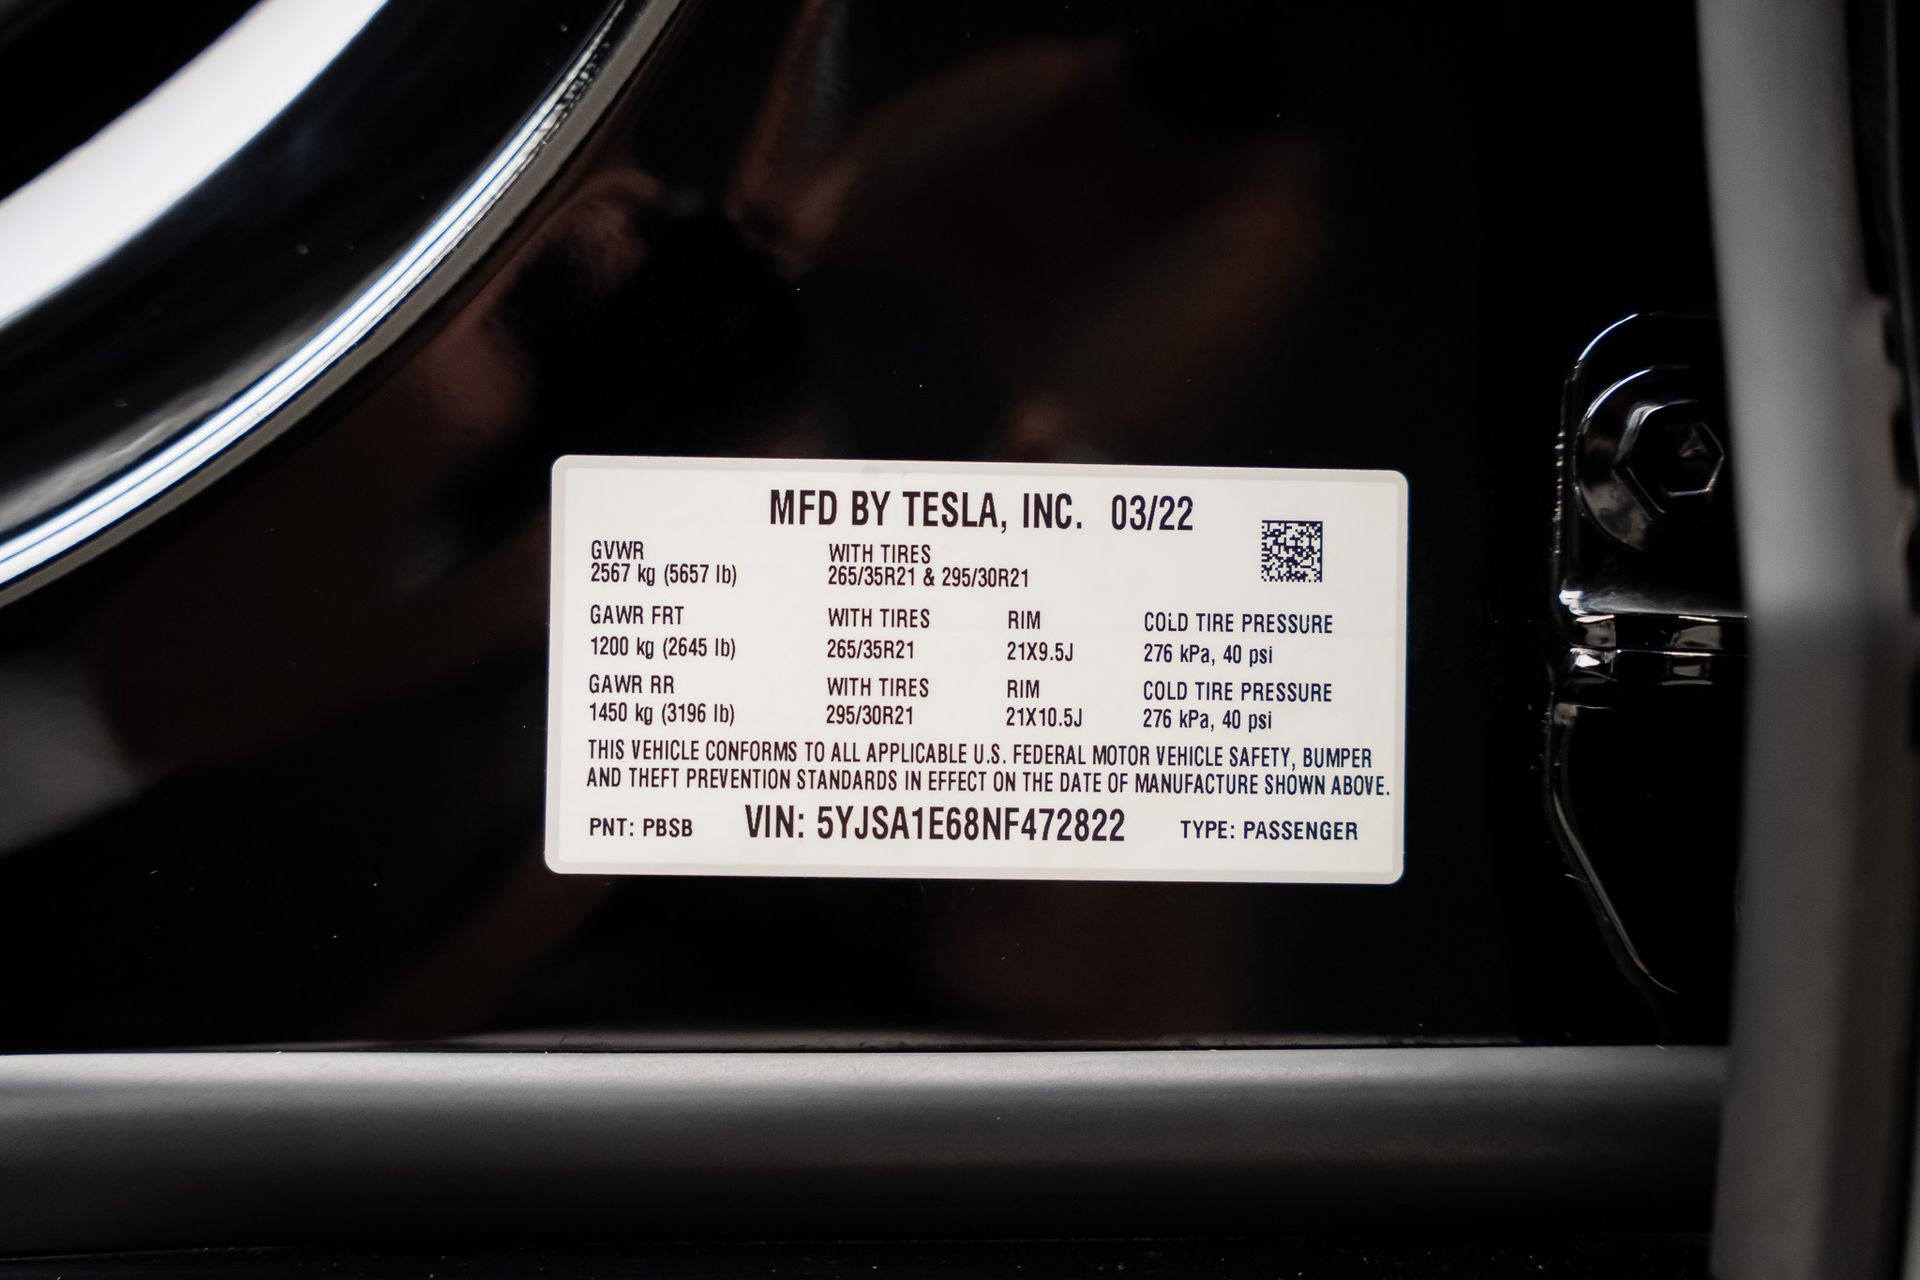 MFD BY TESLA, INC. 03/22
GVWR WITH TIRES
2567 kg (5657 lb) 265/35R21 & 295/30R21
GAWR FRT WITH TIRES RIM COLD TIRE PRESSURE
1200 kg (2645 lb) 265/35R21 21X9.5J 276 kPa, 40 psi
GAWR RR WITH TIRES RIM COLD TIRE PRESSURE
1450 kg (3196 lb) 295/30R21 21X10.5J 276 kPa, 40 psi
THIS VEHICLE CONFORMS TO ALL APPLICABLE U.S. FEDERAL MOTOR VEHICLE SAFETY, BUMPER
AND THEFT PREVENTION STANDARDS IN EFFECT ON THE DATE OF MANUFACTURE SHOWN ABOVE.
PNT: PBSB VIN: 5YJSA1E68NF472822 TYPE: PASSENGER